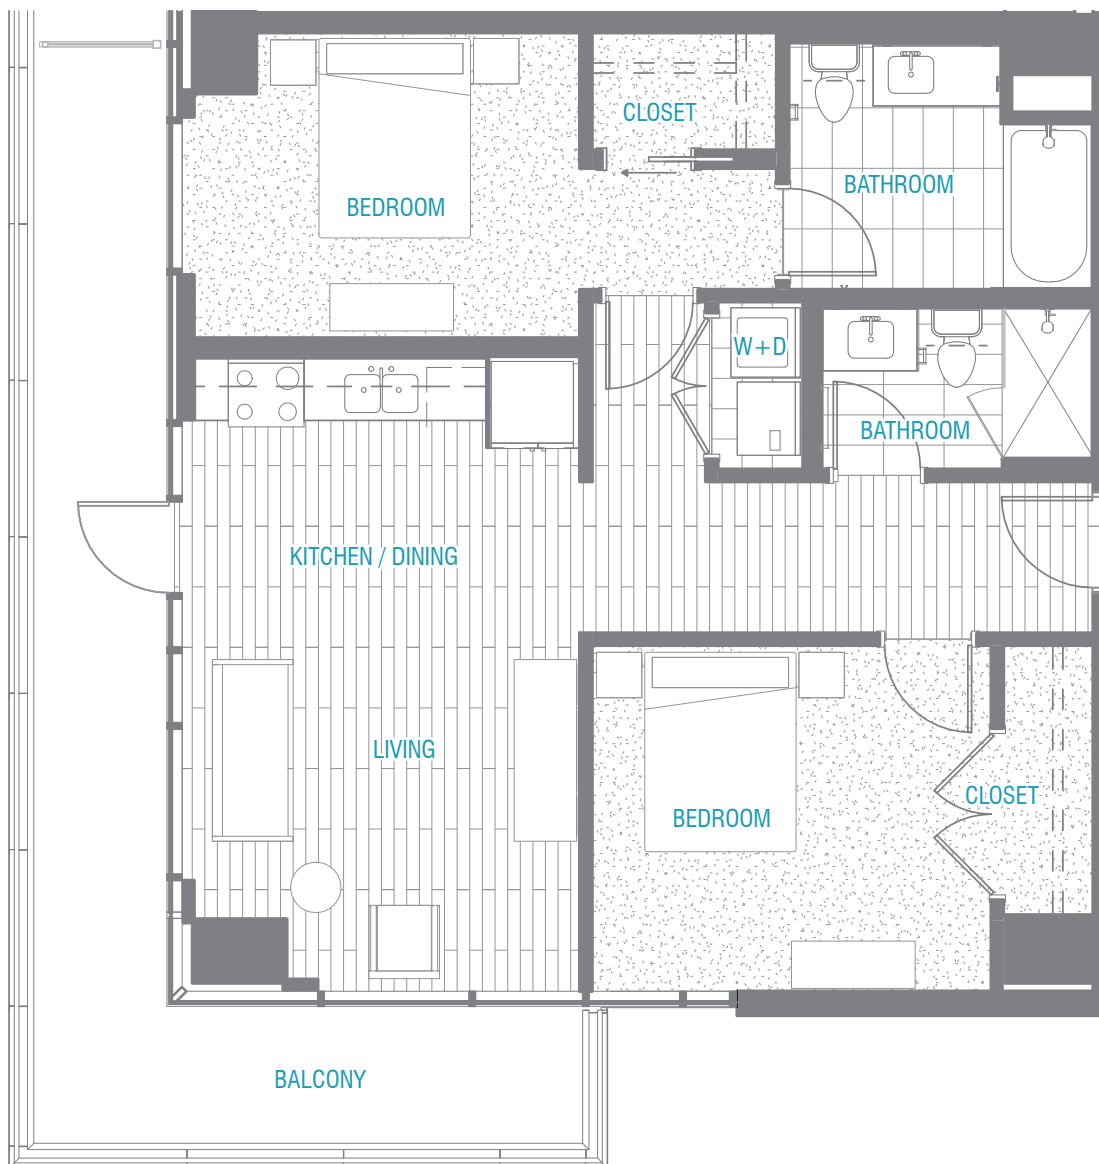 CLOSET
BATHROOM
BEDROOM
W+D
BATHROOM
KITCHEN / DINING
LIVING
CLOSET
BEDROOM
BALCONY